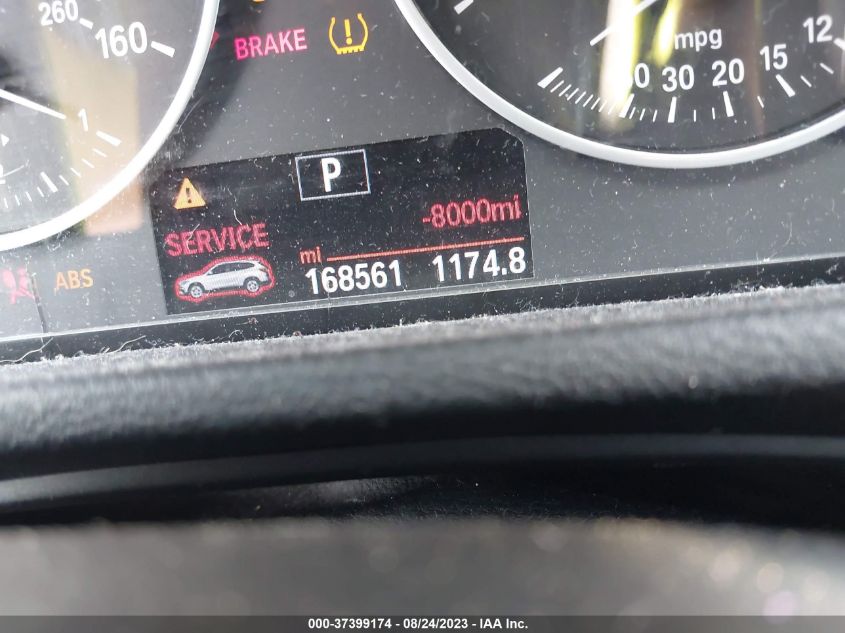 260
160
1
BRAKE
mpg
30 20 15 12
P
SERVICE
-8000mi
mi
168561 1174.8
ABS
000-37399174 - 08/24/2023 - IAA Inc.